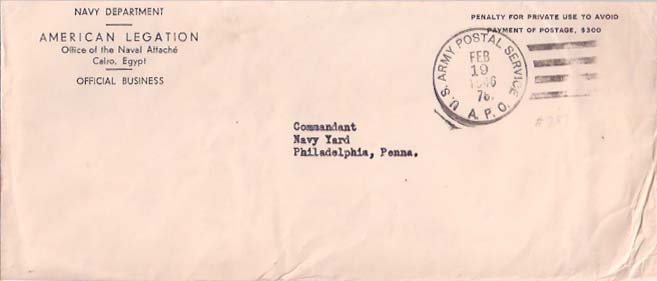 NAVY DEPARTMENT
AMERICAN LEGATION
Office of the Naval Attaché
Cairo, Egypt
OFFICIAL BUSINESS
PENALTY FOR PRIVATE USE TO AVOID
PAYMENT OF POSTAGE, $300
U.S. ARMY POSTAL SERVICE
FEB
19
1946
A. P. O.
Commandant
Navy Yard
Philadelphia, Penna.